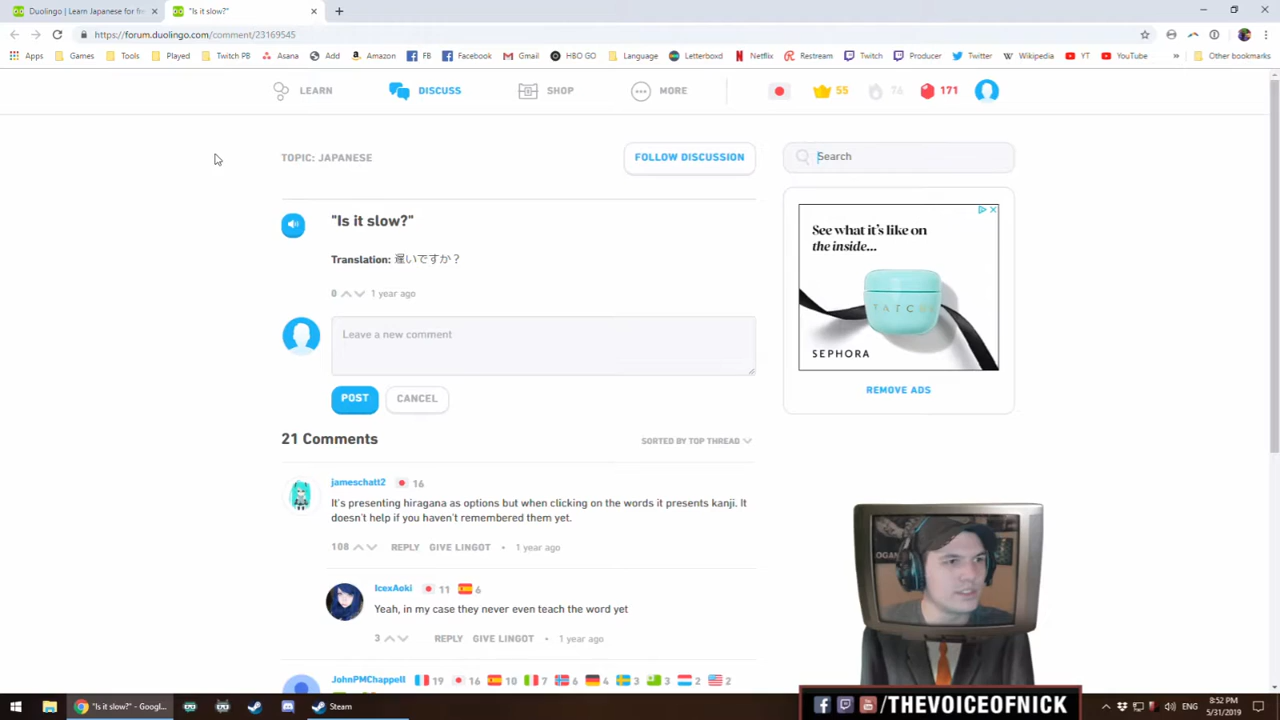 Duolingo | Learn Japanese for fr
"Is it slow?"
https://forum.duolingo.com/comment/23169545
Apps
Games
Tools
Played
Twitch PB
Asana
Add
Amazon
FB
Facebook
Gmail
HBO GO
Language
Letterboxd
Netflix
Restream
Twitch
Producer
Twitter
Wikipedia
YT
YouTube
»
Other bookmarks
LEARN
DISCUSS
SHOP
MORE
55
76
171
TOPIC: JAPANESE
FOLLOW DISCUSSION
Search
"Is it slow?"
Translation: 遅いですか？
0
1 year ago
See what it's like on
the inside...
TATCH
SEPHORA
REMOVE ADS
Leave a new comment
POST
CANCEL
21 Comments
SORTED BY TOP THREAD
jameschatt2
16
It's presenting hiragana as options but when clicking on the words it presents kanji. It
doesn't help if you haven't remembered them yet.
108
REPLY
GIVE LINGOT
•
1 year ago
IcexAoki
11
6
Yeah, in my case they never even teach the word yet
3
REPLY
GIVE LINGOT
•
1 year ago
JohnPMChappell
19
16
10
7
6
4
3
3
2
2
/THEVOICEOFNICK
"Is it slow?" - Googl...
Steam
ENG
8:52 PM
5/31/2019